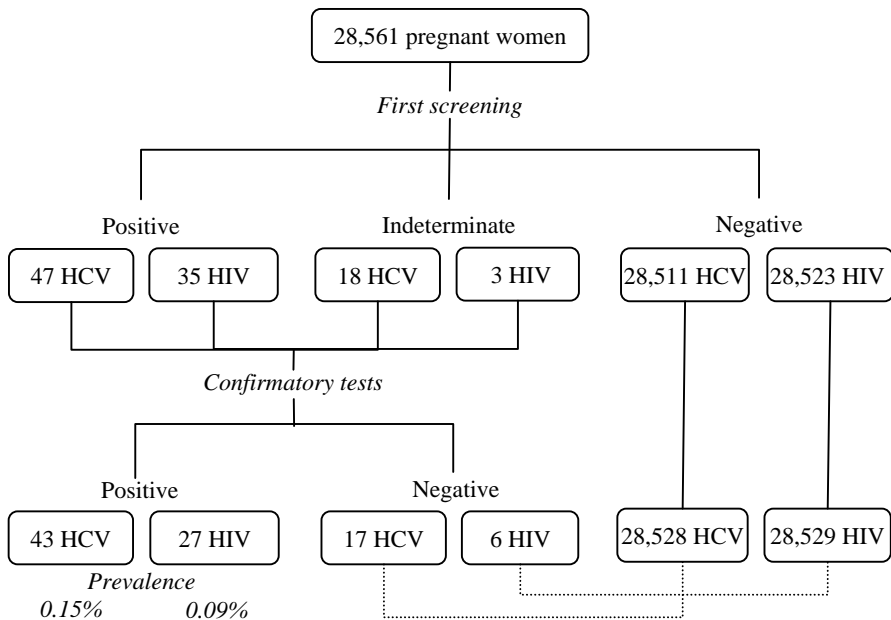 28,561 pregnant women
First screening
Positive Indeterminate Negative
47 HCV 35 HIV 18 HCV 3 HIV 28,511 HCV 28,523 HIV
Confirmatory tests
Positive Negative
43 HCV 27 HIV 17 HCV 6 HIV 28,528 HCV 28,529 HIV
Prevalence
0.15% 0.09%